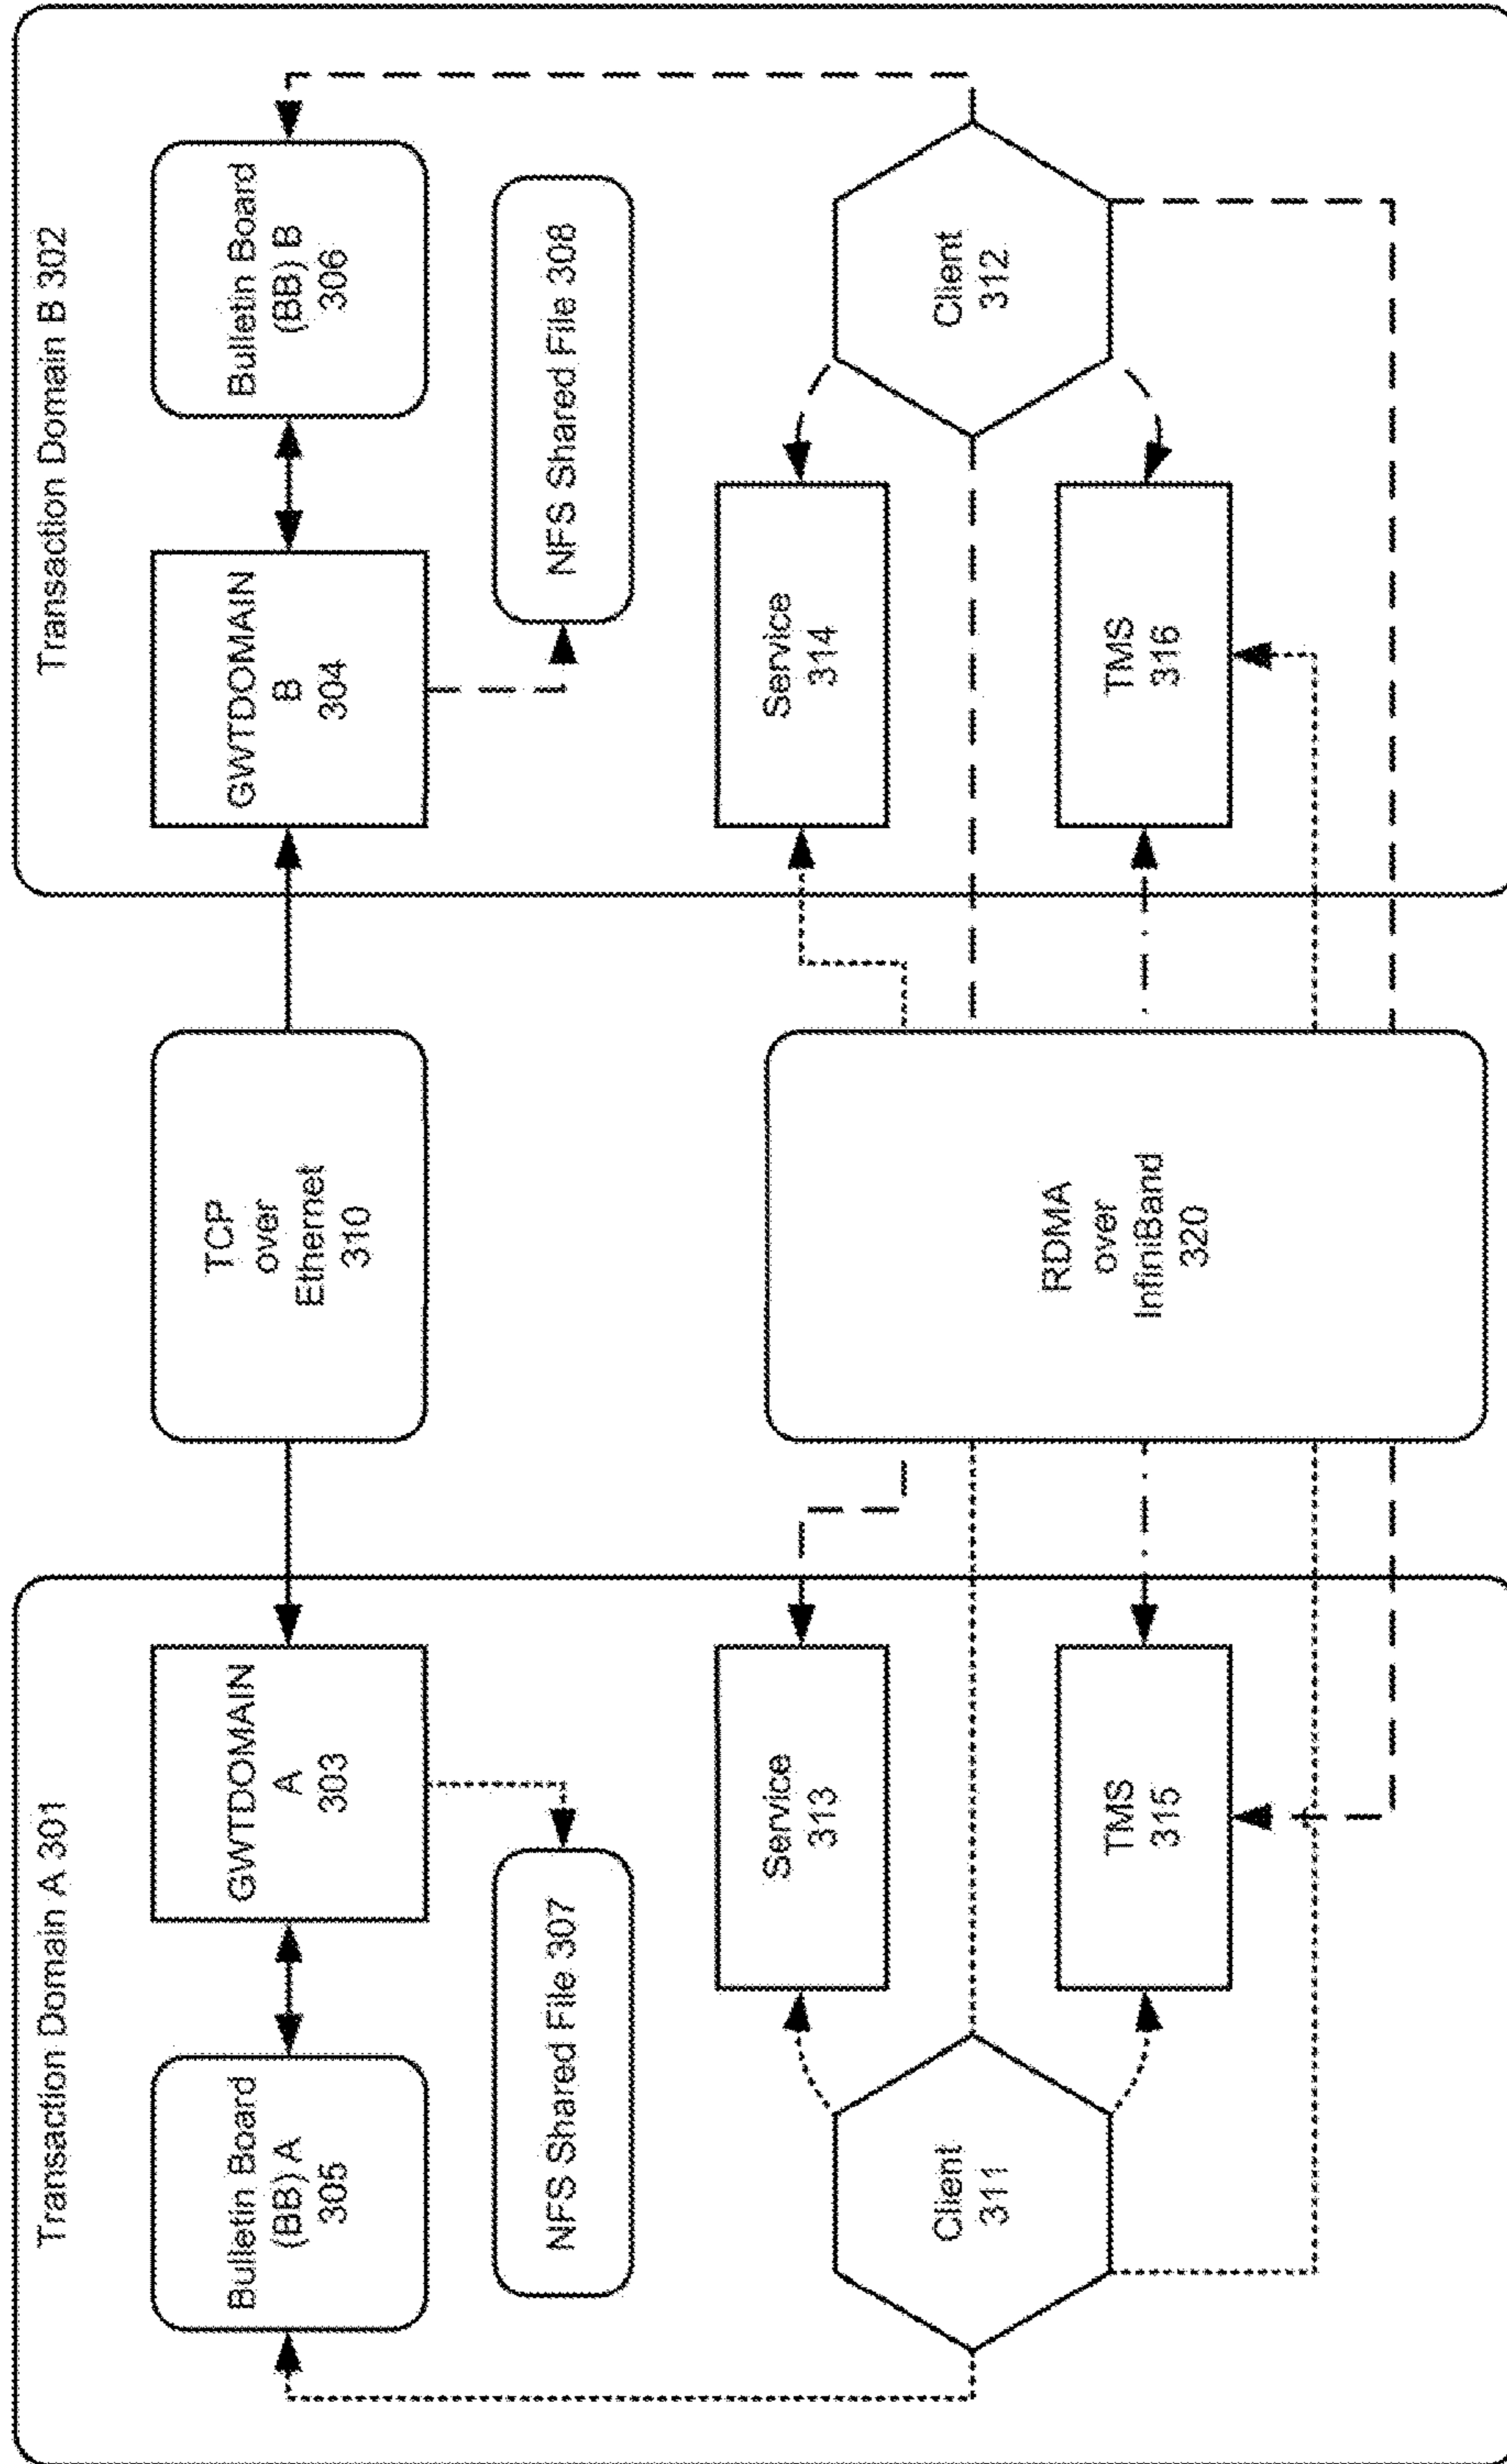 Transaction Domain A 301
Bulletin Board
(BB) A
305
GWTDOMAIN
A
303
NFS Shared File 307
Client
311
Service
313
TMS
315
TCP
over
Ethernet
310
RDMA
over
InfiniBand
320
Transaction Domain B 302
GWTDOMAIN
B
304
Bulletin Board
(BB) B
306
NFS Shared File 308
Service
314
TMS
316
Client
312